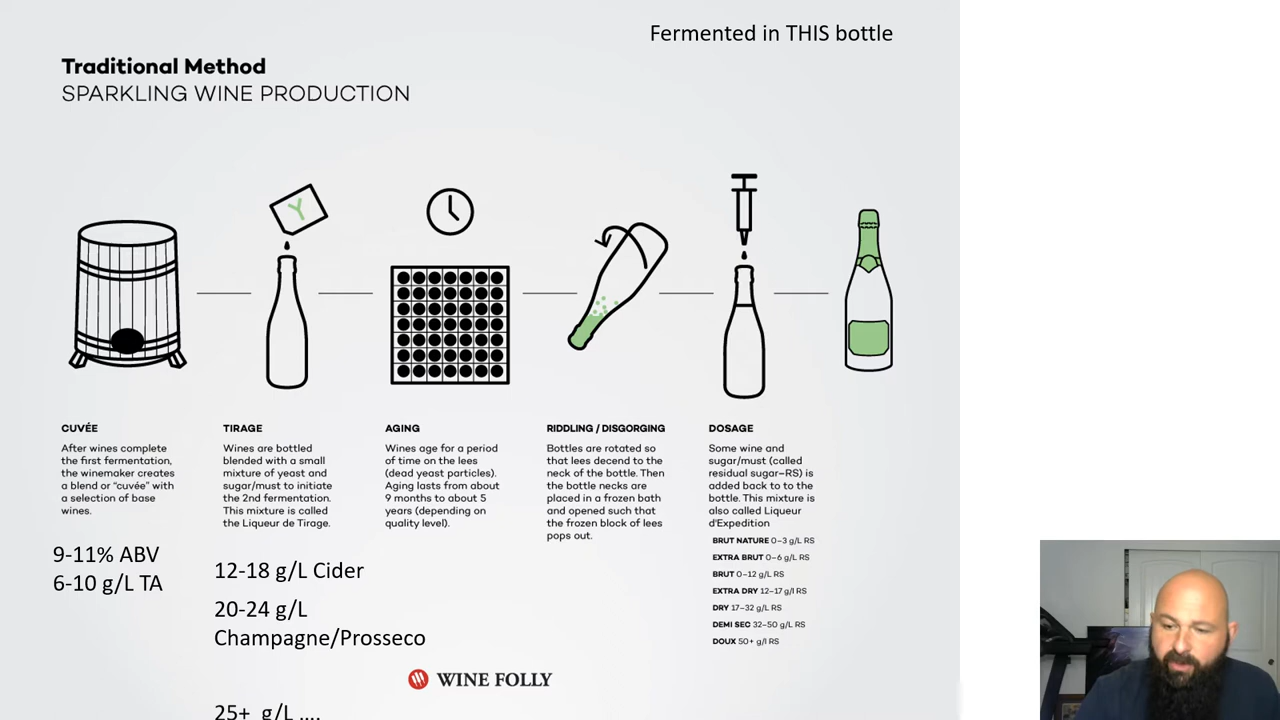 Fermented in THIS bottle
Traditional Method
SPARKLING WINE PRODUCTION
CUVÉE
After wines complete
the first fermentation,
the winemaker creates
a blend or “cuvée” with
a selection of base
wines.
9-11% ABV
6-10 g/L TA
TIRAGE
Wines are bottled
blended with a small
mixture of yeast and
sugar/must to initiate
the 2nd fermentation.
This mixture is called
the Liqueur de Tirage.
12-18 g/L Cider
20-24 g/L
Champagne/Prosseco
25+ g/L ....
AGING
Wines age for a period
of time on the lees
(dead yeast particles).
Aging lasts from about
9 months to about 5
years (depending on
quality level).
RIDDLING / DISGORGING
Bottles are rotated so
that lees decend to the
neck of the bottle. Then
the bottle necks are
placed in a frozen bath
and opened such that
the frozen block of lees
pops out.
DOSAGE
Some wine and
sugar/must (called
residual sugar–RS) is
added back to to the
bottle. This mixture is
also called Liqueur
d'Expedition
BRUT NATURE 0–3 g/L RS
EXTRA BRUT 0–6 g/L RS
BRUT 0–12 g/L RS
EXTRA DRY 12–17 g/l RS
DRY 17–32 g/L RS
DEMI SEC 32–50 g/L RS
DOUX 50+ g/l RS
WINE FOLLY